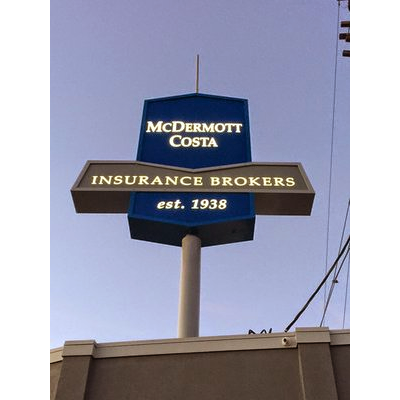 McDermott
Costa
INSURANCE BROKERS
est. 1938